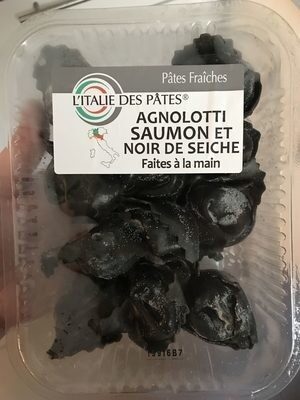 Pâtes Fraîches
L'ITALIE DES PÂTES®
AGNOLOTTI
SAUMON ET
NOIR DE SEICHE
Faites à la main